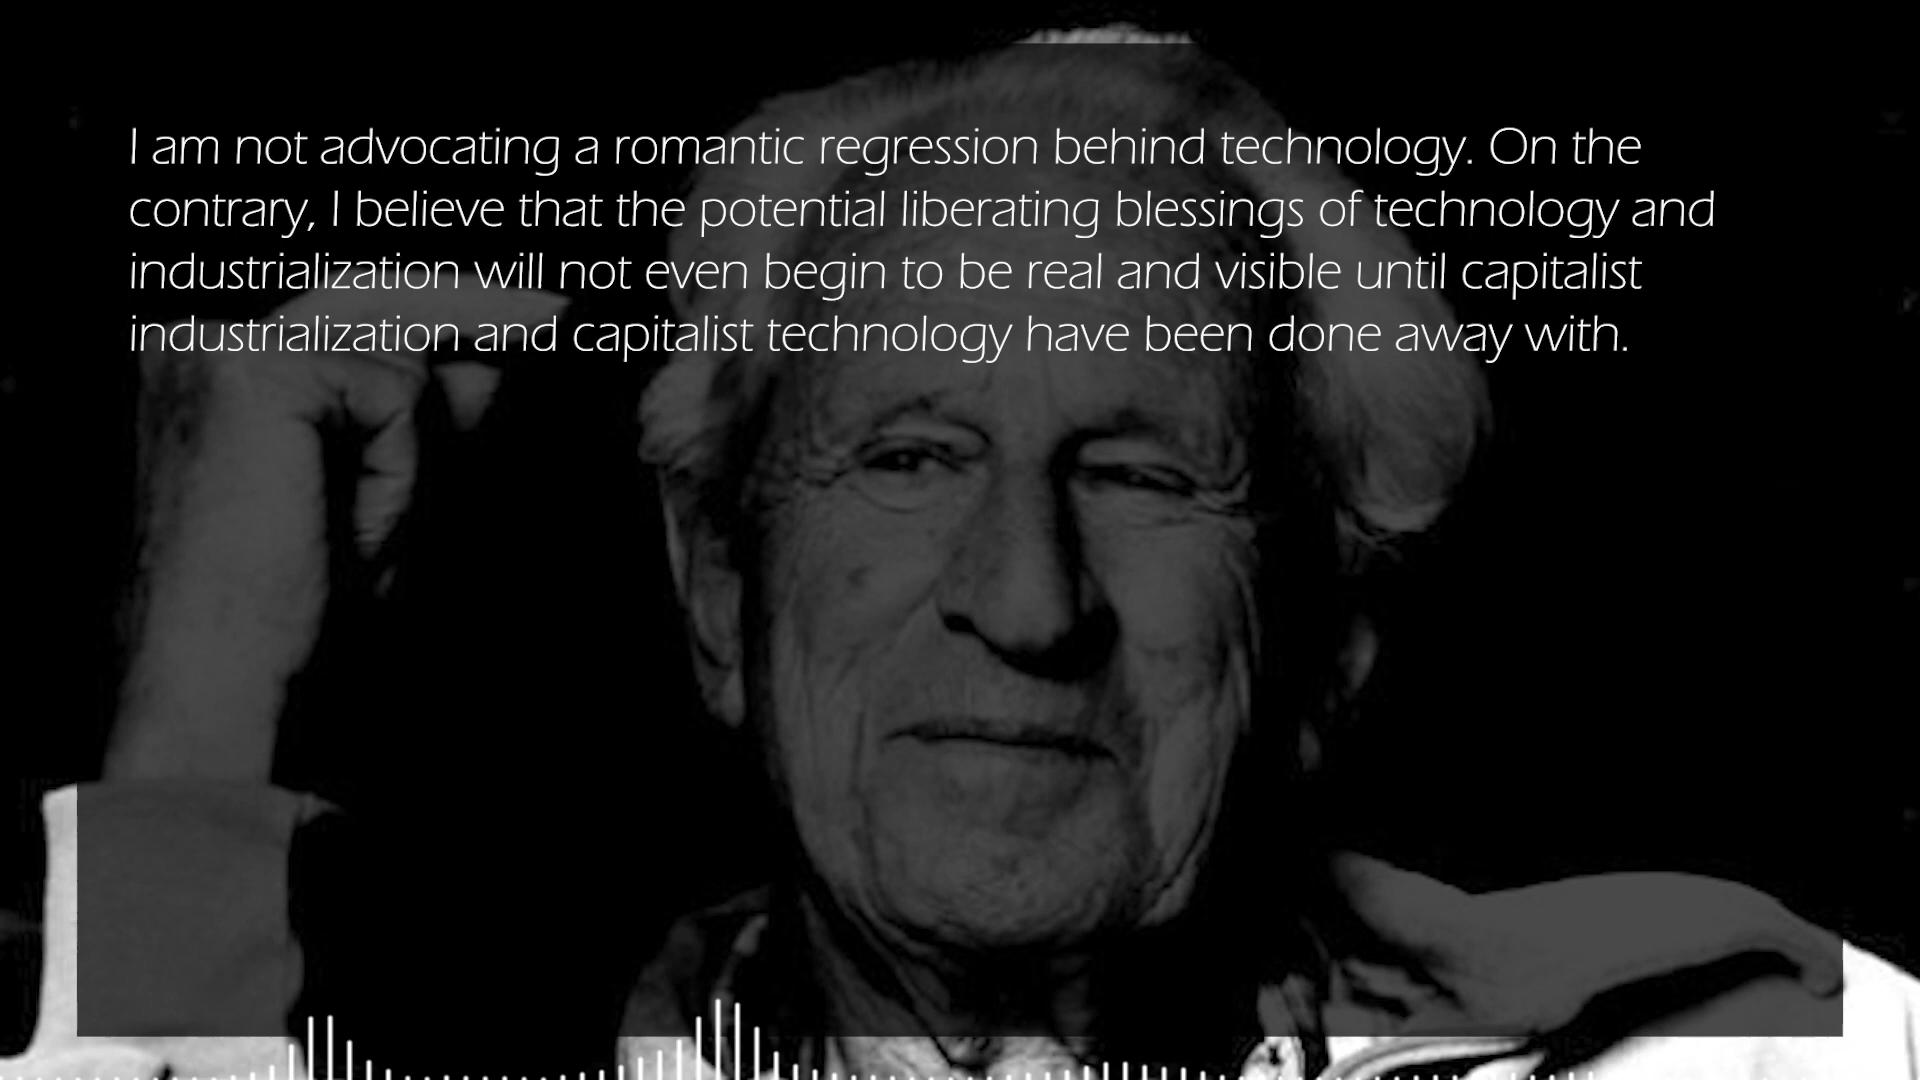 I am not advocating a romantic regression behind technology. On the
contrary, I believe that the potential liberating blessings of technology and
industrialization will not even begin to be real and visible until capitalist
industrialization and capitalist technology have been done away with.